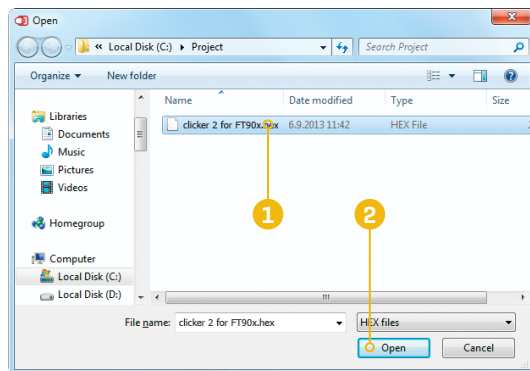 Open
« Local Disk (C:) ▸ Project
Search Project
Organize
New folder
Name
Date modified
Type
Size
Libraries
Documents
Music
Pictures
Videos
Homegroup
Computer
Local Disk (C:)
Local Disk (D:)
clicker 2 for FT90x.hex 6.9.2013 11:42 HEX File
1
2
File name: clicker 2 for FT90x.hex
HEX files
Open
Cancel